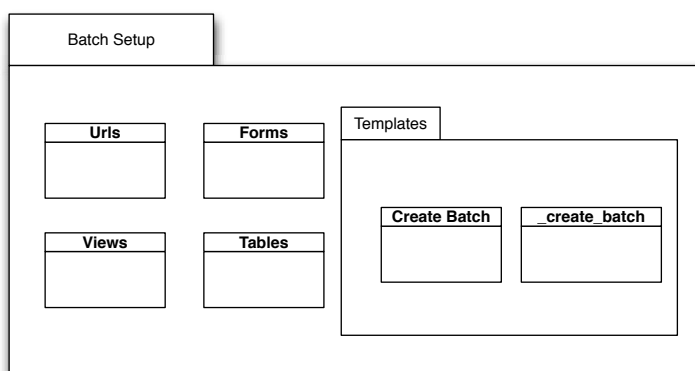 Batch Setup
Urls
Forms
Templates
Create Batch
_create_batch
Views
Tables